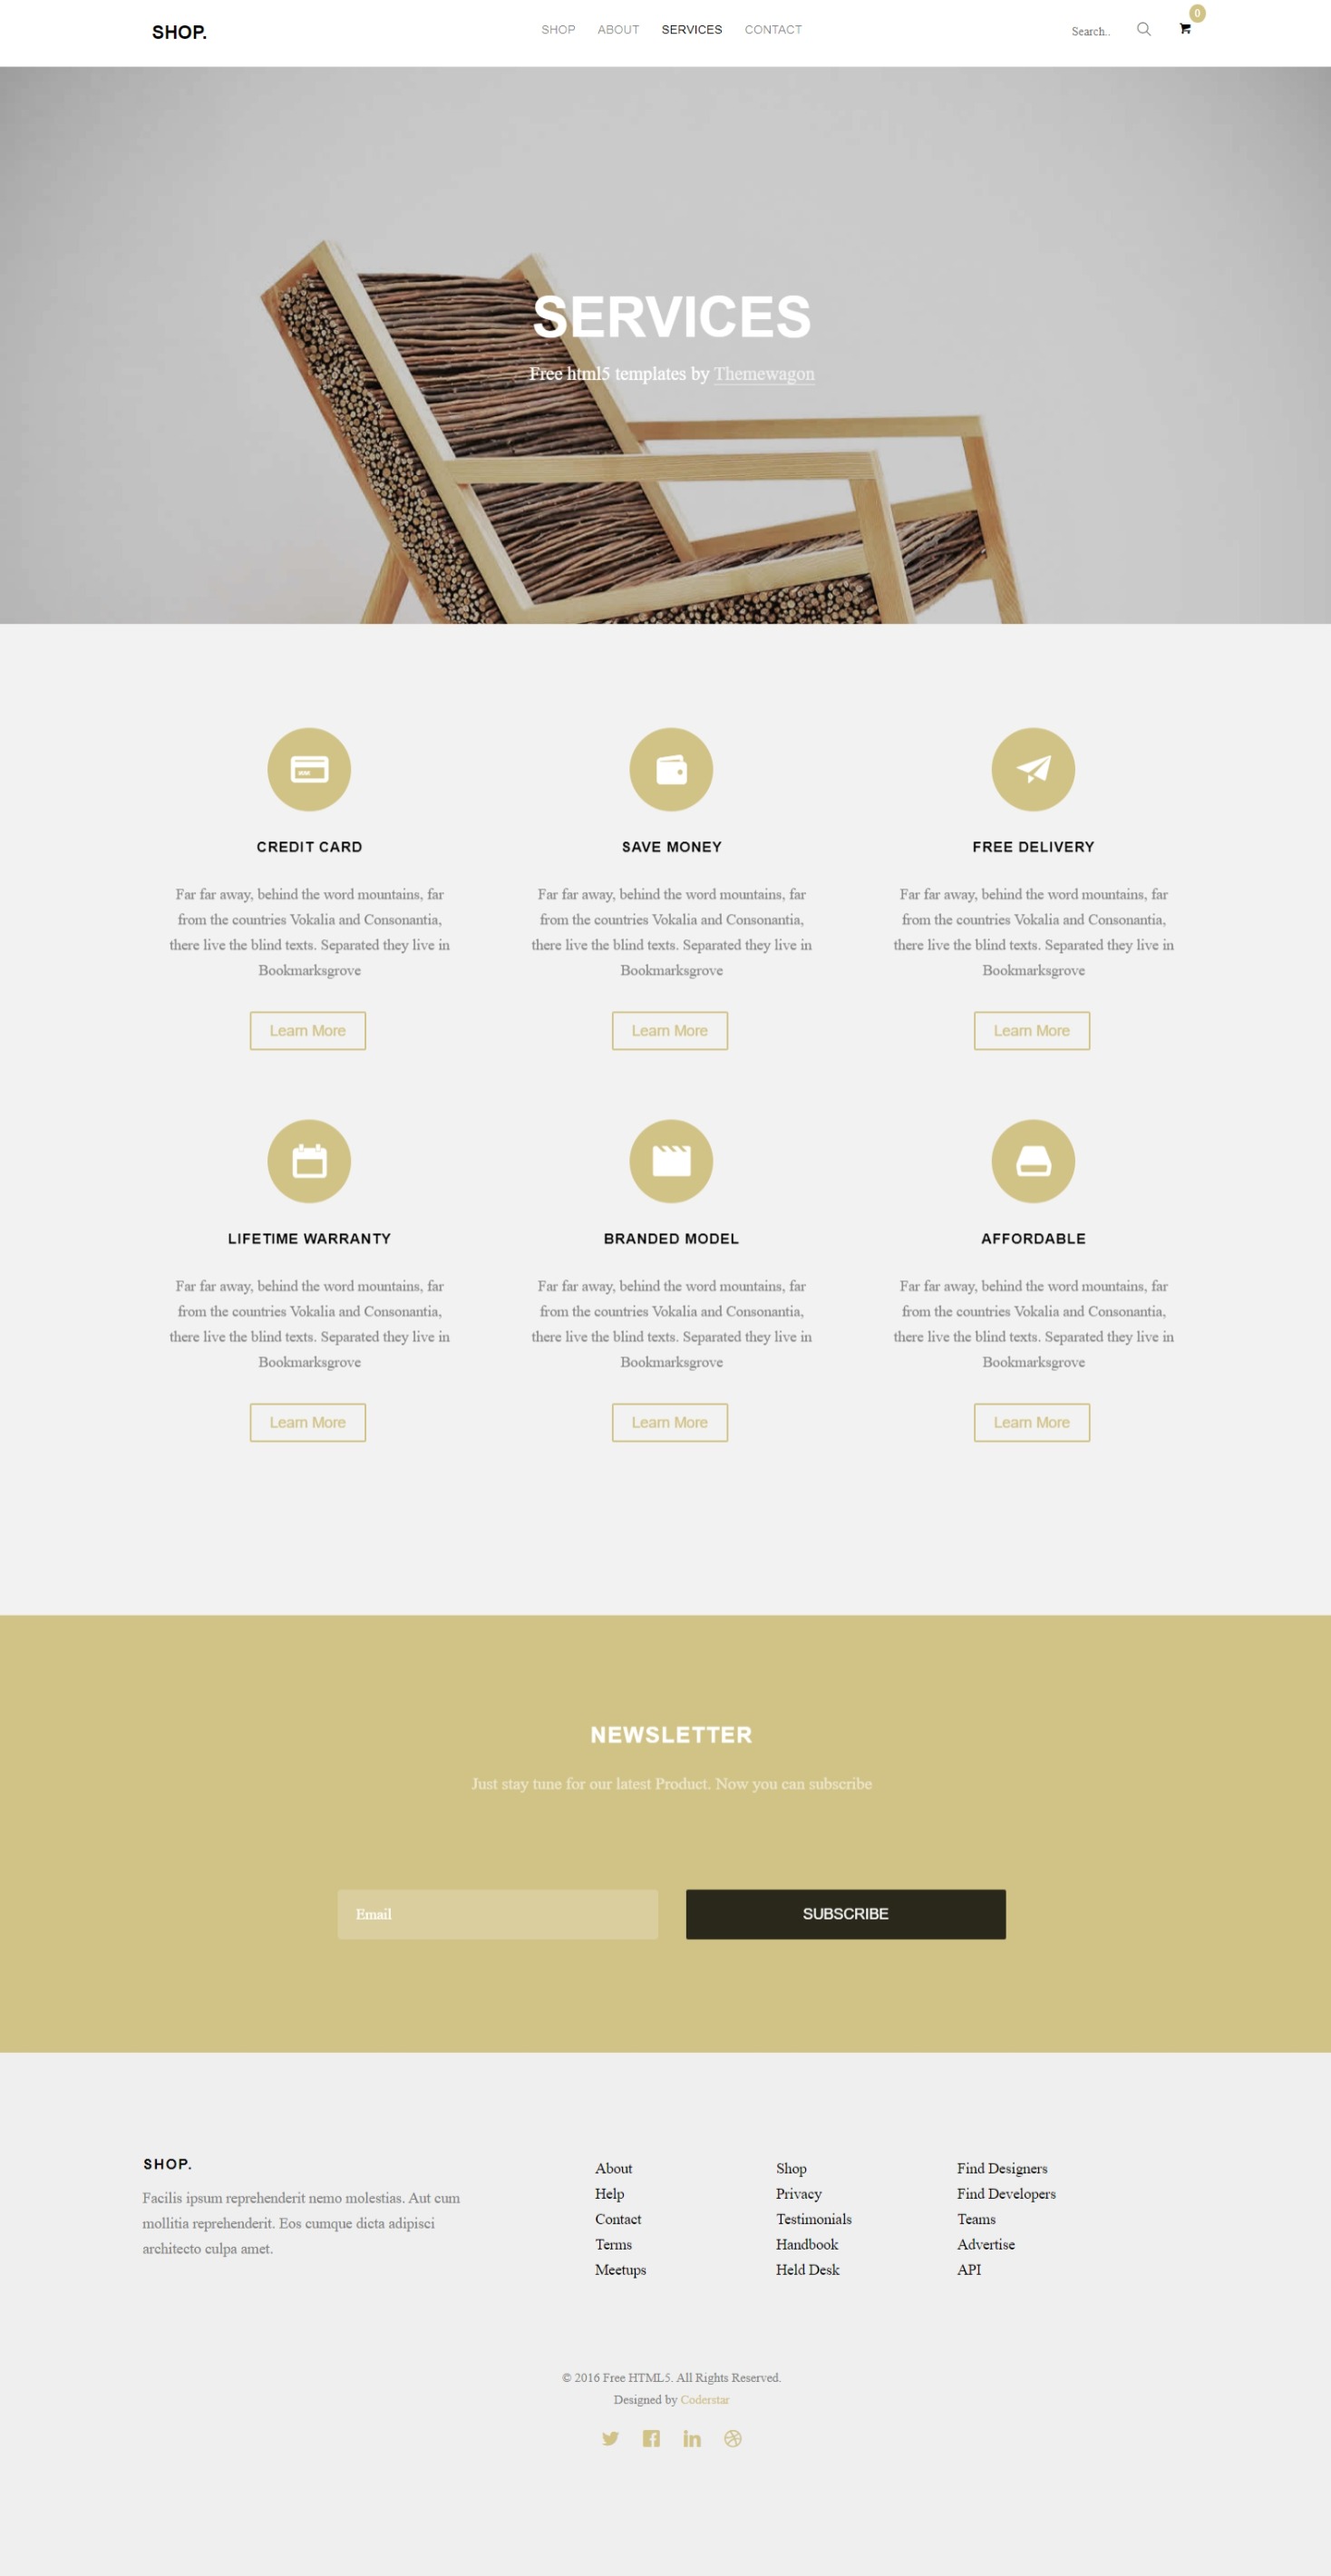 SHOP.
SHOP ABOUT SERVICES CONTACT
Search..
0
SERVICES
Free html5 templates by Themewagon
CREDIT CARD
Far far away, behind the word mountains, far
from the countries Vokalia and Consonantia,
there live the blind texts. Separated they live in
Bookmarksgrove
Learn More
SAVE MONEY
Far far away, behind the word mountains, far
from the countries Vokalia and Consonantia,
there live the blind texts. Separated they live in
Bookmarksgrove
Learn More
FREE DELIVERY
Far far away, behind the word mountains, far
from the countries Vokalia and Consonantia,
there live the blind texts. Separated they live in
Bookmarksgrove
Learn More
LIFETIME WARRANTY
Far far away, behind the word mountains, far
from the countries Vokalia and Consonantia,
there live the blind texts. Separated they live in
Bookmarksgrove
Learn More
BRANDED MODEL
Far far away, behind the word mountains, far
from the countries Vokalia and Consonantia,
there live the blind texts. Separated they live in
Bookmarksgrove
Learn More
AFFORDABLE
Far far away, behind the word mountains, far
from the countries Vokalia and Consonantia,
there live the blind texts. Separated they live in
Bookmarksgrove
Learn More
NEWSLETTER
Just stay tune for our latest Product. Now you can subscribe
Email
SUBSCRIBE
SHOP.
Facilis ipsum reprehenderit nemo molestias. Aut cum
mollitia reprehenderit. Eos cumque dicta adipisci
architecto culpa amet.
About
Help
Contact
Terms
Meetups
Shop
Privacy
Testimonials
Handbook
Held Desk
Find Designers
Find Developers
Teams
Advertise
API
© 2016 Free HTML5. All Rights Reserved.
Designed by Coderstar